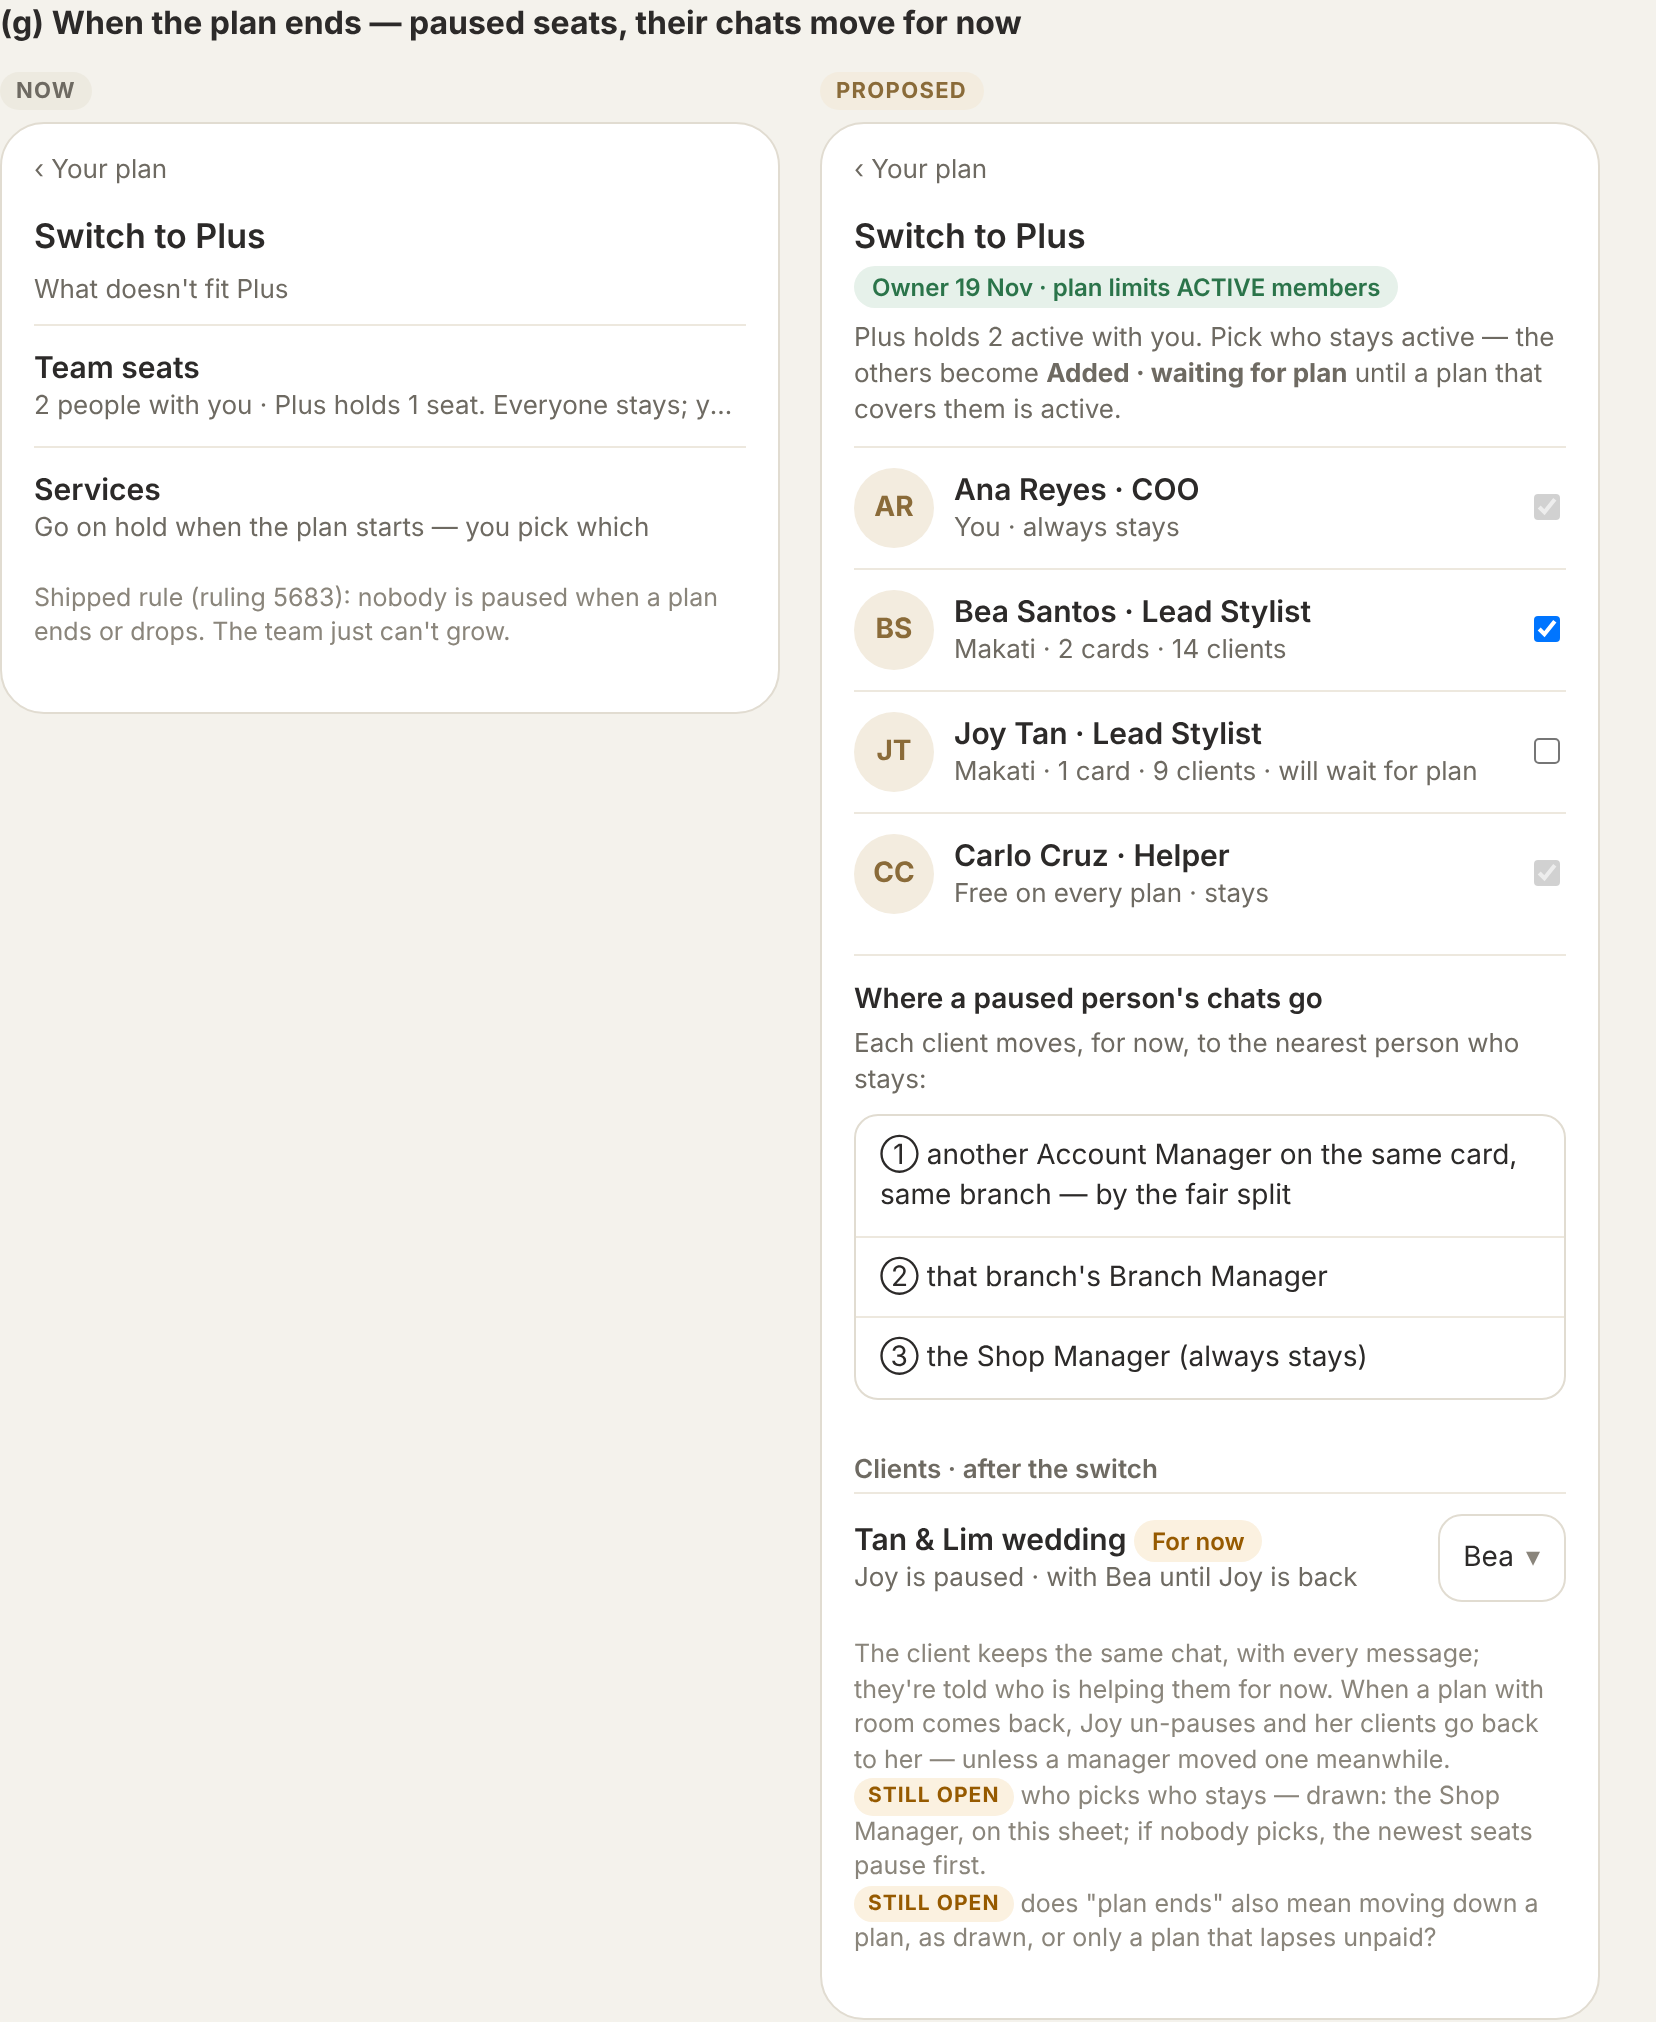 (g) When the plan ends — paused seats, their chats move for now
NOW
‹ Your plan
Switch to Plus
What doesn't fit Plus
Team seats
2 people with you · Plus holds 1 seat. Everyone stays; y...
Services
Go on hold when the plan starts — you pick which
Shipped rule (ruling 5683): nobody is paused when a plan
ends or drops. The team just can't grow.
PROPOSED
‹ Your plan
Switch to Plus
Owner 19 Nov · plan limits ACTIVE members
Plus holds 2 active with you. Pick who stays active — the
others become Added · waiting for plan until a plan that
covers them is active.
AR
Ana Reyes · COO
You · always stays
BS
Bea Santos · Lead Stylist
Makati · 2 cards · 14 clients
JT
Joy Tan · Lead Stylist
Makati · 1 card · 9 clients · will wait for plan
CC
Carlo Cruz · Helper
Free on every plan · stays
Where a paused person's chats go
Each client moves, for now, to the nearest person who
stays:
① another Account Manager on the same card,
same branch — by the fair split
② that branch's Branch Manager
③ the Shop Manager (always stays)
Clients · after the switch
Tan & Lim wedding For now
Joy is paused · with Bea until Joy is back
Bea ▾
The client keeps the same chat, with every message;
they're told who is helping them for now. When a plan with
room comes back, Joy un-pauses and her clients go back
to her — unless a manager moved one meanwhile.
STILL OPEN who picks who stays — drawn: the Shop
Manager, on this sheet; if nobody picks, the newest seats
pause first.
STILL OPEN does "plan ends" also mean moving down a
plan, as drawn, or only a plan that lapses unpaid?